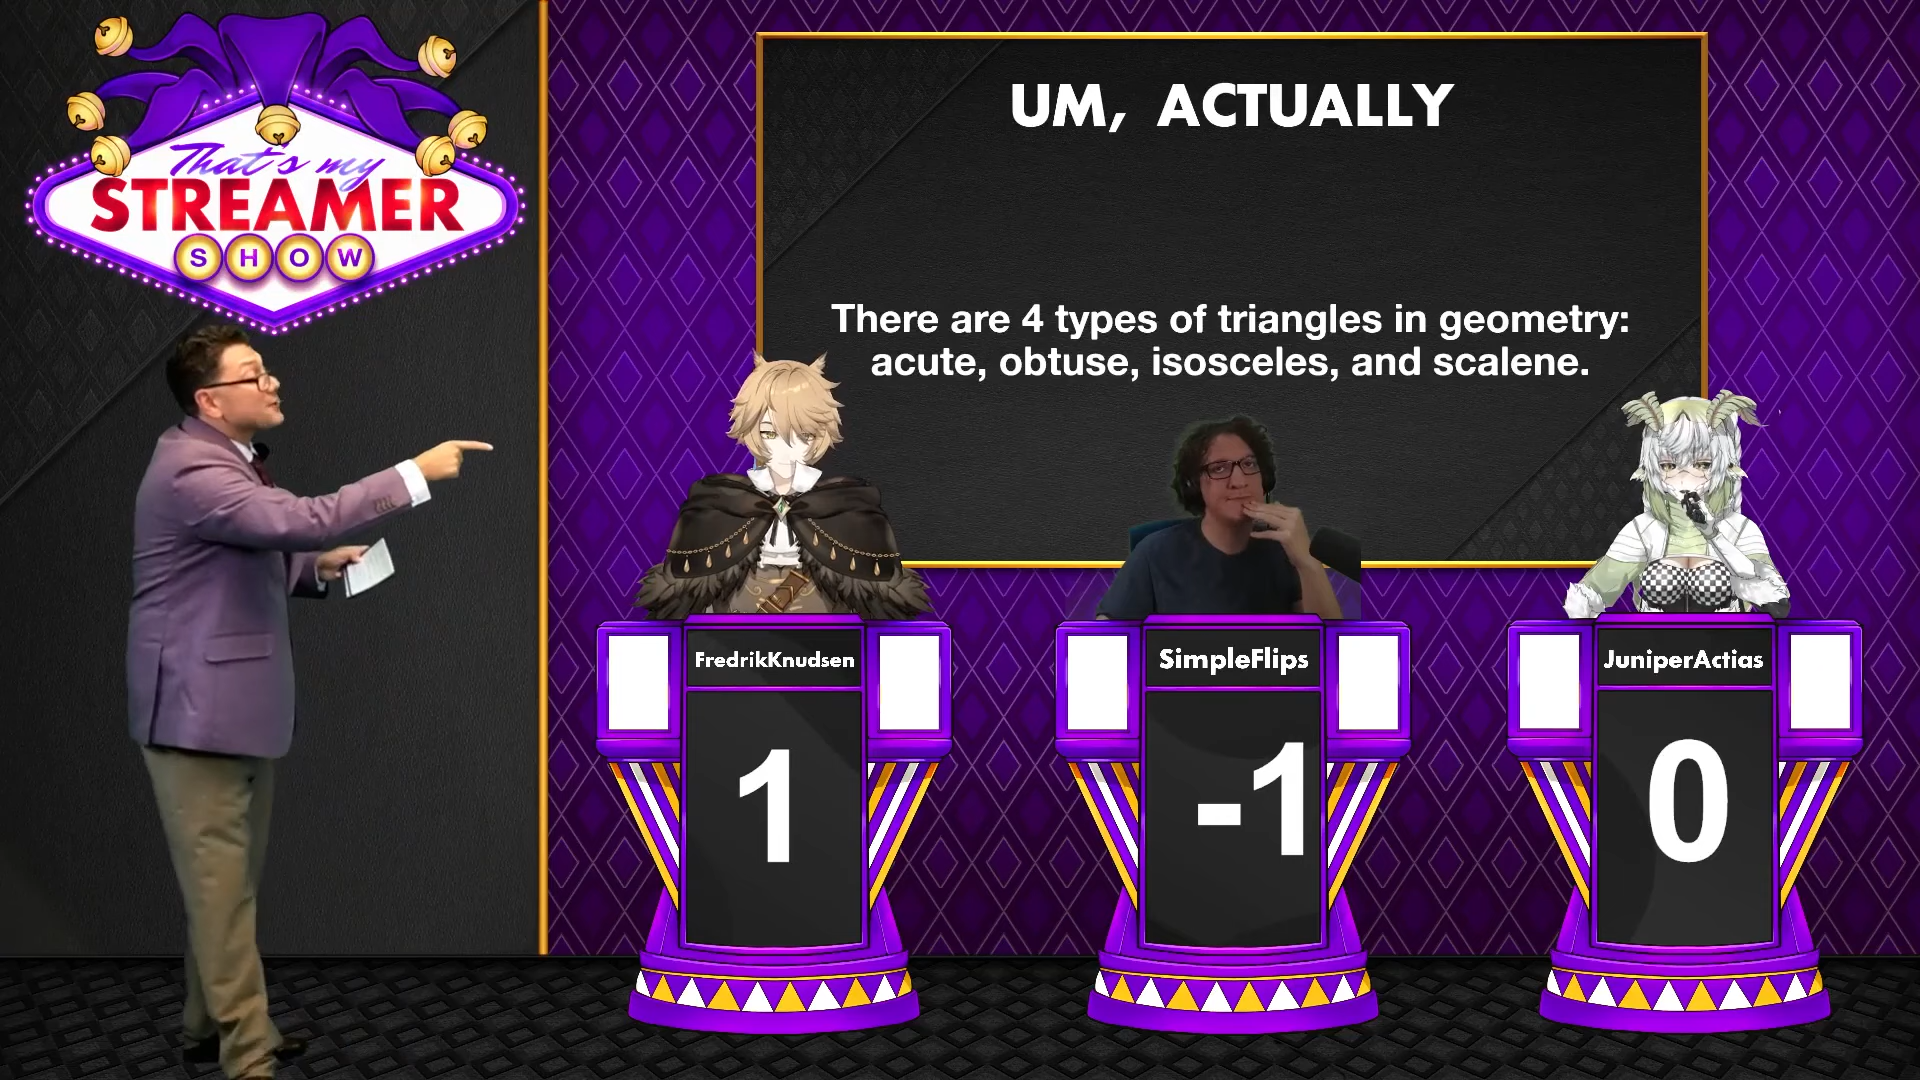 That's my
STREAMER
SHOW
UM, ACTUALLY
There are 4 types of triangles in geometry:
acute, obtuse, isosceles, and scalene.
FredrikKnudsen
SimpleFlips
JuniperActias
1
-1
0